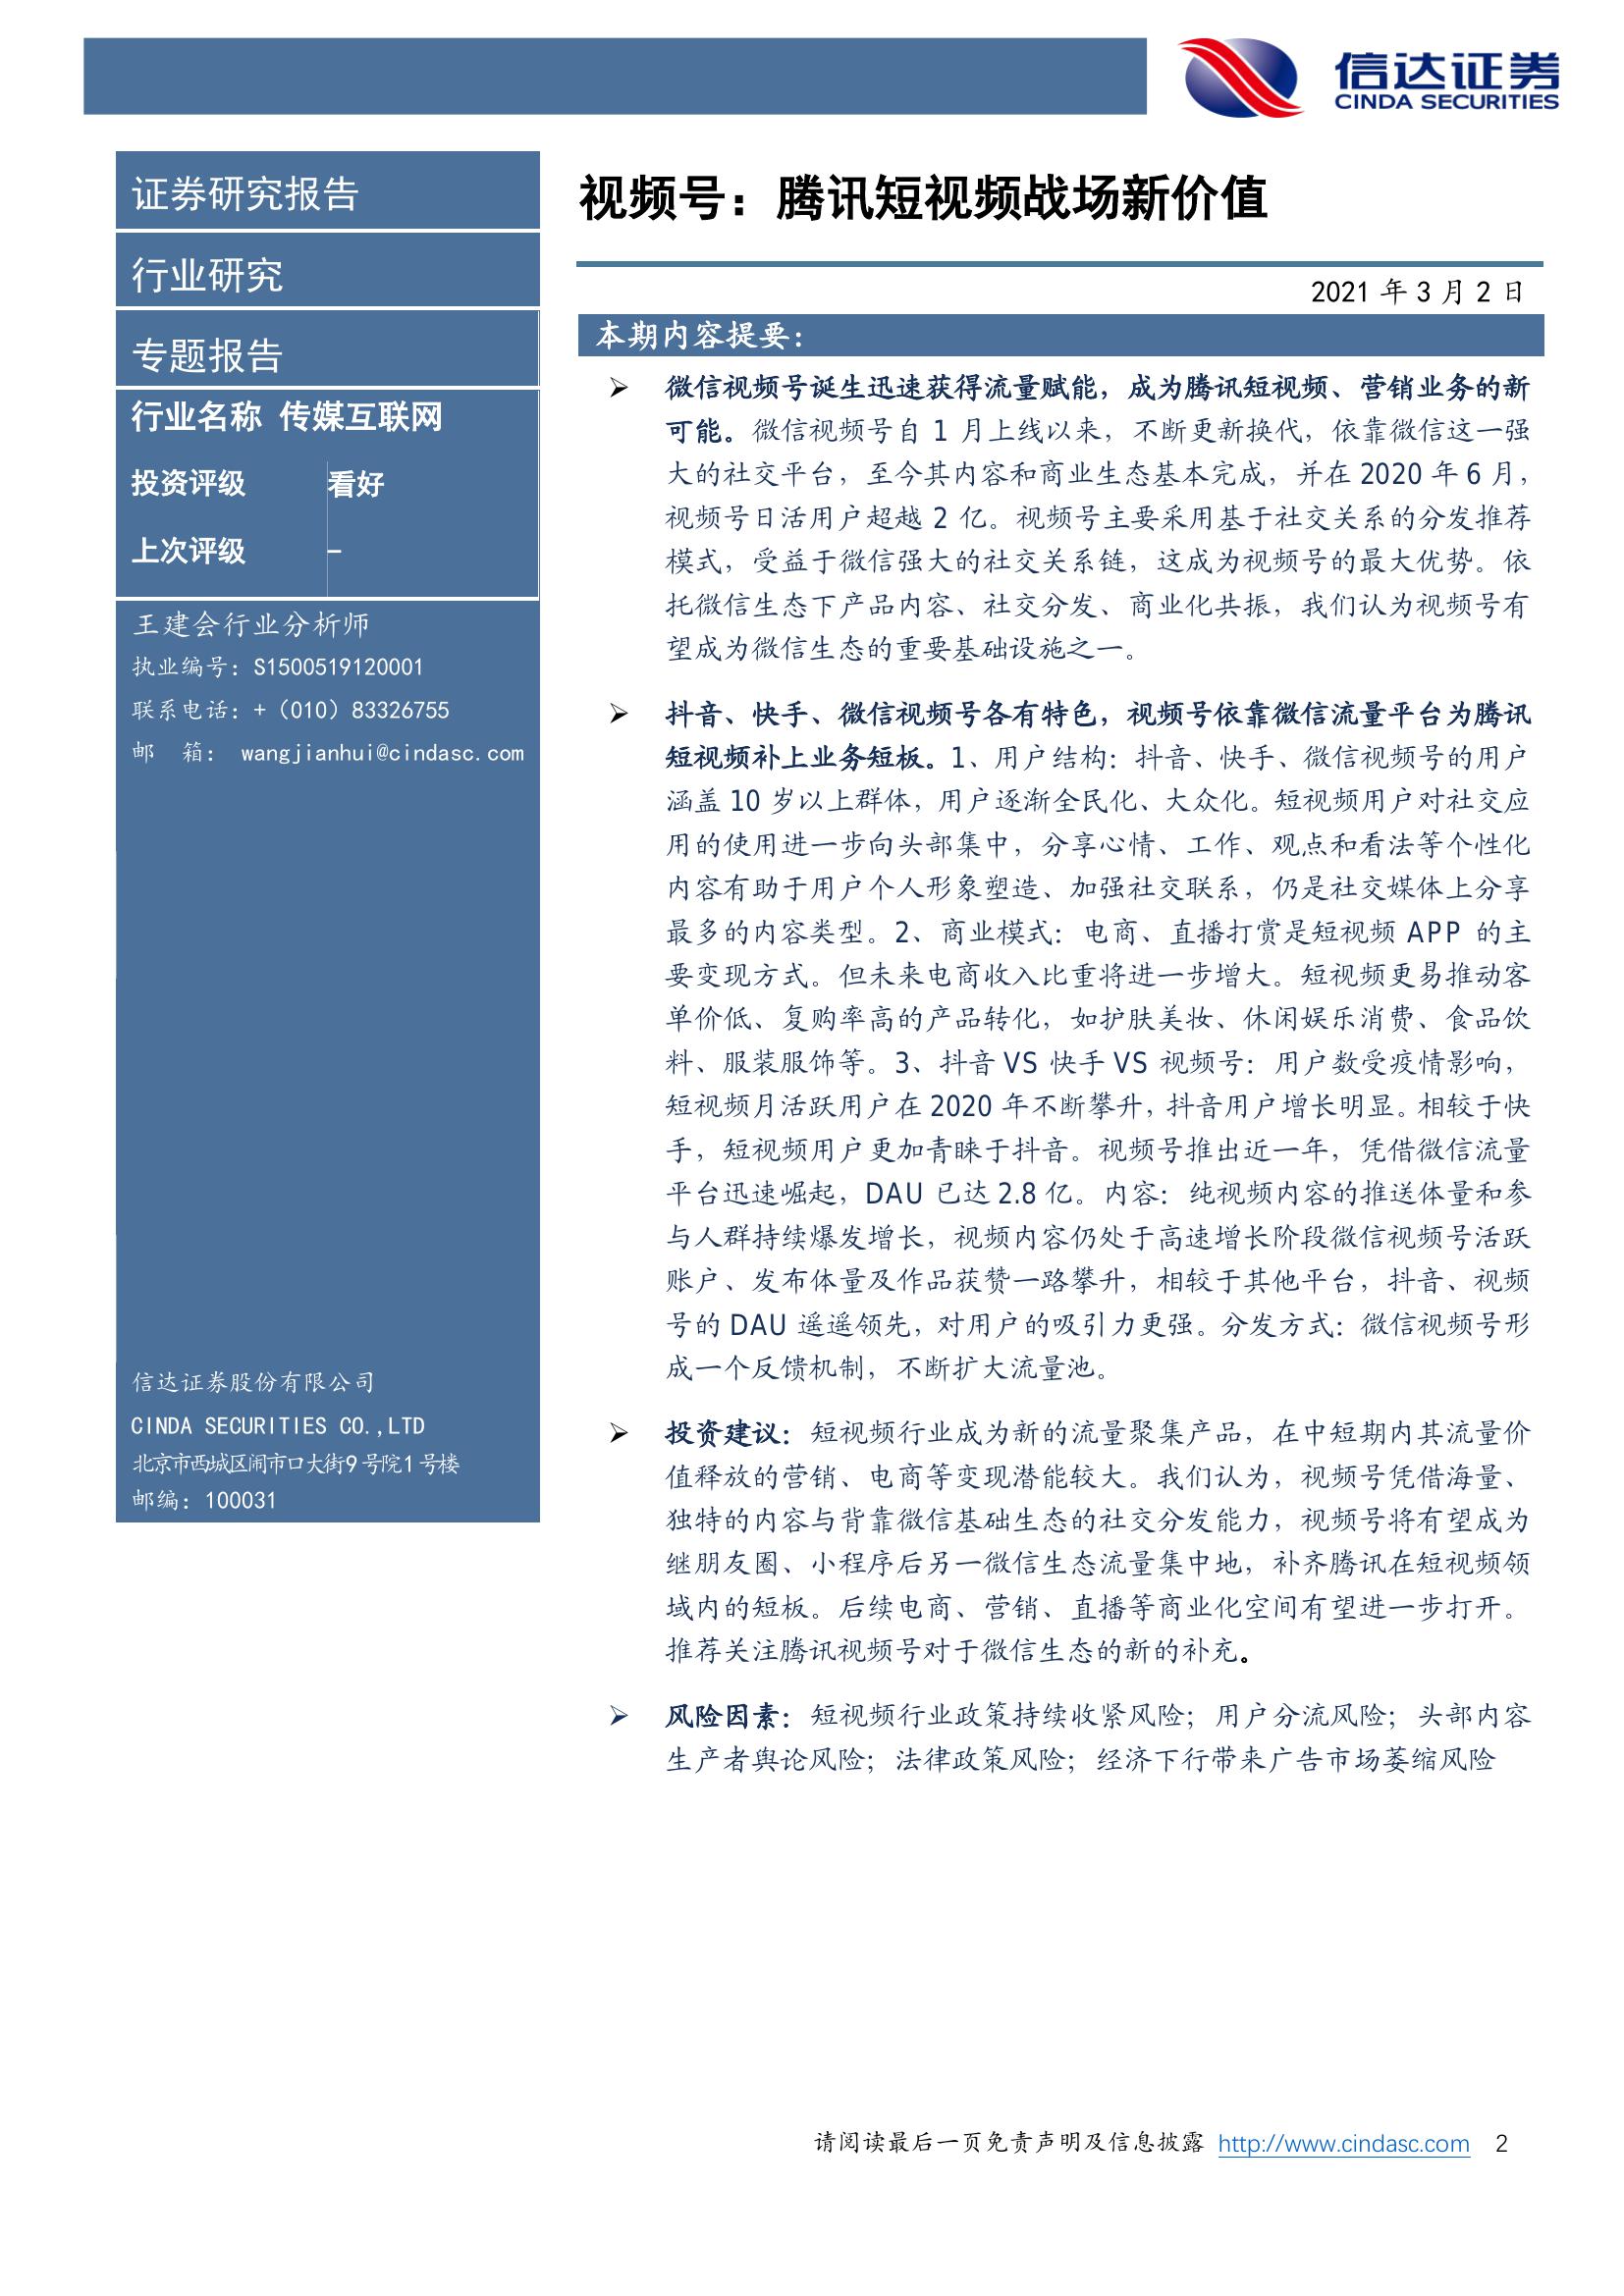 信达证券
CINDA SECURITIES
证券研究报告
行业研究
专题报告
行业名称 传媒互联网
投资评级 看好
上次评级 –
王建会行业分析师
执业编号：S1500519120001
联系电话：+（010）83326755
邮 箱： wangjianhui@cindasc.com
信达证券股份有限公司
CINDA SECURITIES CO.,LTD
北京市西城区闹市口大街9号院1号楼
邮编：100031
视频号：腾讯短视频战场新价值
2021 年 3 月 2 日
本期内容提要：
➢ 微信视频号诞生迅速获得流量赋能，成为腾讯短视频、营销业务的新
可能。微信视频号自 1 月上线以来，不断更新换代，依靠微信这一强
大的社交平台，至今其内容和商业生态基本完成，并在 2020 年 6 月，
视频号日活用户超越 2 亿。视频号主要采用基于社交关系的分发推荐
模式，受益于微信强大的社交关系链，这成为视频号的最大优势。依
托微信生态下产品内容、社交分发、商业化共振，我们认为视频号有
望成为微信生态的重要基础设施之一。
➢ 抖音、快手、微信视频号各有特色，视频号依靠微信流量平台为腾讯
短视频补上业务短板。1、用户结构：抖音、快手、微信视频号的用户
涵盖 10 岁以上群体，用户逐渐全民化、大众化。短视频用户对社交应
用的使用进一步向头部集中，分享心情、工作、观点和看法等个性化
内容有助于用户个人形象塑造、加强社交联系，仍是社交媒体上分享
最多的内容类型。2、商业模式：电商、直播打赏是短视频 APP 的主
要变现方式。但未来电商收入比重将进一步增大。短视频更易推动客
单价低、复购率高的产品转化，如护肤美妆、休闲娱乐消费、食品饮
料、服装服饰等。3、抖音 VS 快手 VS 视频号：用户数受疫情影响，
短视频月活跃用户在 2020 年不断攀升，抖音用户增长明显。相较于快
手，短视频用户更加青睐于抖音。视频号推出近一年，凭借微信流量
平台迅速崛起，DAU 已达 2.8 亿。内容：纯视频内容的推送体量和参
与人群持续爆发增长，视频内容仍处于高速增长阶段微信视频号活跃
账户、发布体量及作品获赞一路攀升，相较于其他平台，抖音、视频
号的 DAU 遥遥领先，对用户的吸引力更强。分发方式：微信视频号形
成一个反馈机制，不断扩大流量池。
➢ 投资建议：短视频行业成为新的流量聚集产品，在中短期内其流量价
值释放的营销、电商等变现潜能较大。我们认为，视频号凭借海量、
独特的内容与背靠微信基础生态的社交分发能力，视频号将有望成为
继朋友圈、小程序后另一微信生态流量集中地，补齐腾讯在短视频领
域内的短板。后续电商、营销、直播等商业化空间有望进一步打开。
推荐关注腾讯视频号对于微信生态的新的补充。
➢ 风险因素：短视频行业政策持续收紧风险；用户分流风险；头部内容
生产者舆论风险；法律政策风险；经济下行带来广告市场萎缩风险
请阅读最后一页免责声明及信息披露 http://www.cindasc.com 2